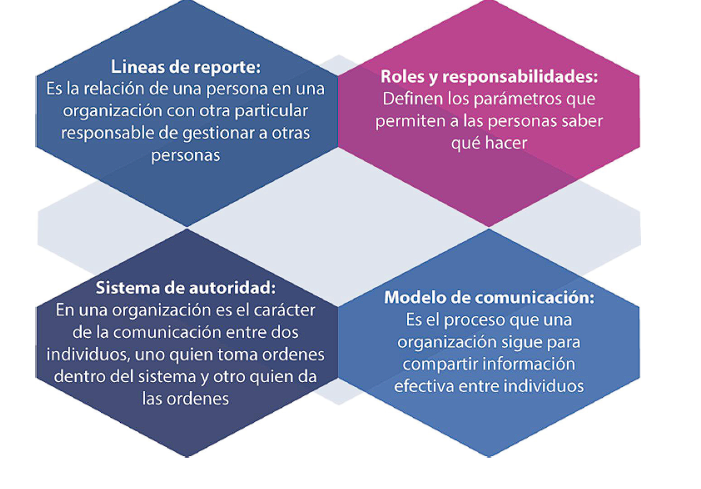 Lineas de reporte:
Es la relación de una persona en una
organización con otra particular
responsable de gestionar a otras
personas
Roles y responsabilidades:
Definen los parámetros que
permiten a las personas saber
qué hacer
Sistema de autoridad:
En una organización es el carácter
de la comunicación entre dos
individuos, uno quien toma ordenes
dentro del sistema y otro quien da
las ordenes
Modelo de comunicación:
Es el proceso que una
organización sigue para
compartir información
efectiva entre individuos